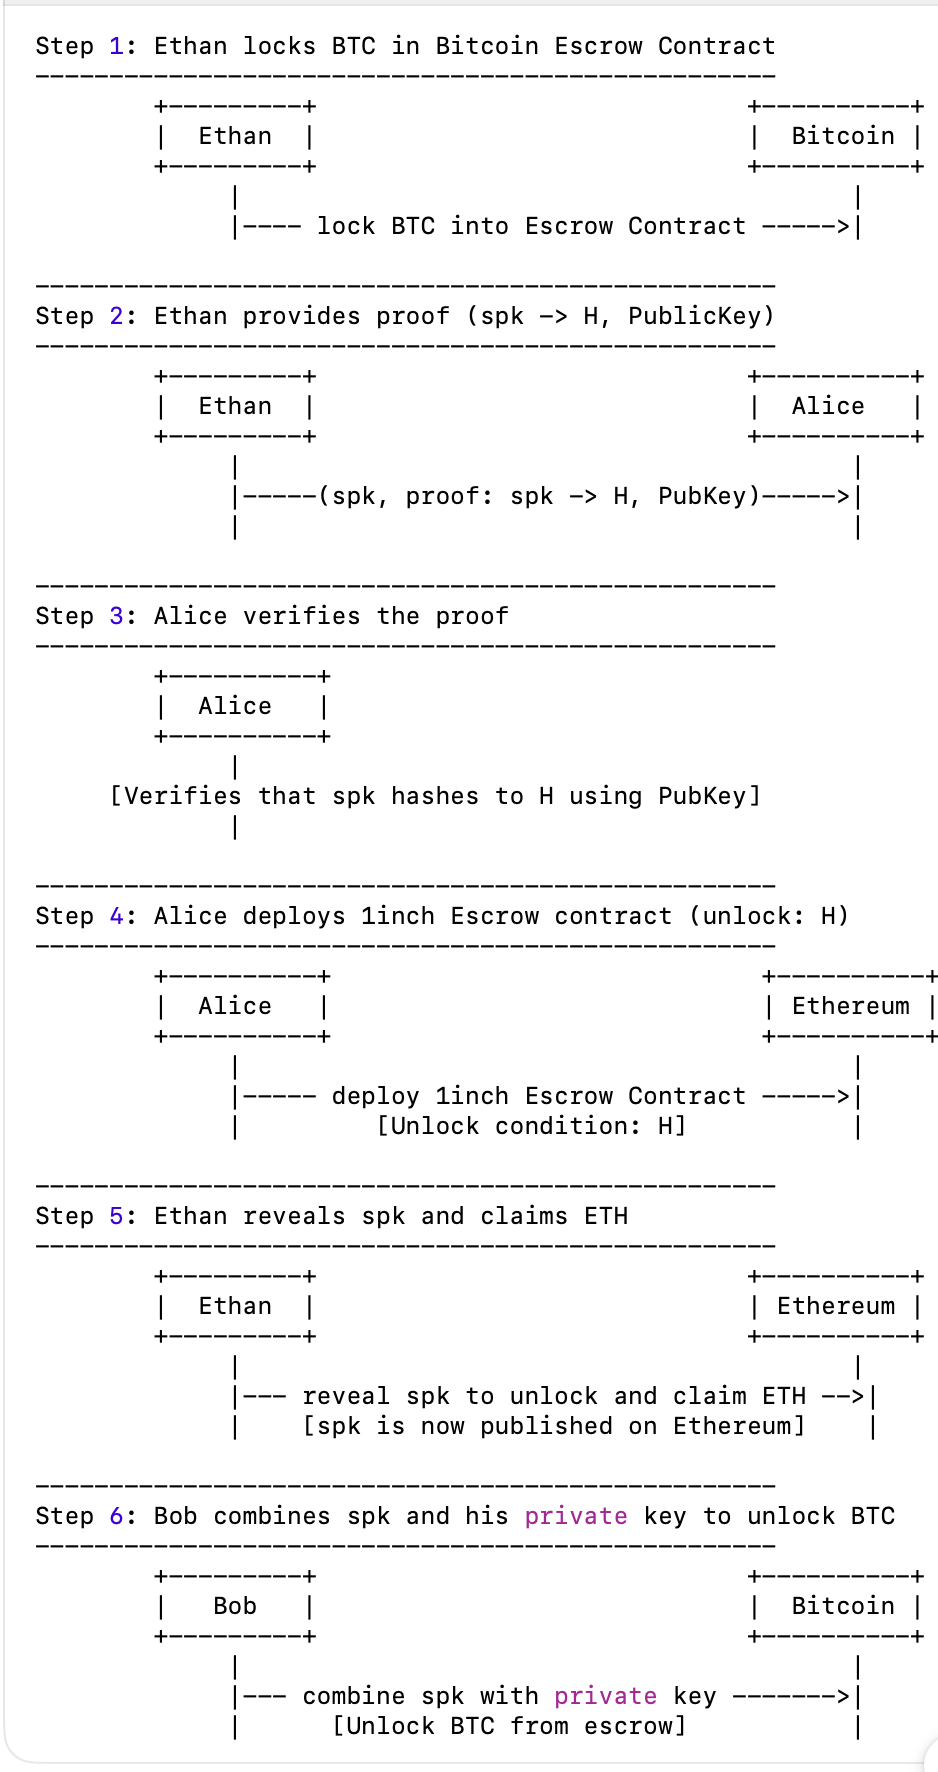 Step 1: Ethan locks BTC in Bitcoin Escrow Contract
--------------------------------------------------
        +---------+                             +----------+
        |  Ethan  |                             |  Bitcoin |
        +---------+                             +----------+
             |                                         |
             |---- lock BTC into Escrow Contract ----->|

--------------------------------------------------
Step 2: Ethan provides proof (spk -> H, PublicKey)
--------------------------------------------------
        +---------+                             +----------+
        |  Ethan  |                             |  Alice   |
        +---------+                             +----------+
             |                                         |
             |-----(spk, proof: spk -> H, PubKey)----->|
             |                                         |

--------------------------------------------------
Step 3: Alice verifies the proof
--------------------------------------------------
        +----------+
        |  Alice   |
        +----------+
             |
     [Verifies that spk hashes to H using PubKey]
             |

--------------------------------------------------
Step 4: Alice deploys 1inch Escrow contract (unlock: H)
--------------------------------------------------
        +----------+                             +----------+
        |  Alice   |                             | Ethereum |
        +----------+                             +----------+
             |                                         |
             |----- deploy 1inch Escrow Contract ----->|
             |         [Unlock condition: H]           |

--------------------------------------------------
Step 5: Ethan reveals spk and claims ETH
--------------------------------------------------
        +---------+                             +----------+
        |  Ethan  |                             | Ethereum |
        +---------+                             +----------+
             |                                         |
             |--- reveal spk to unlock and claim ETH -->|
             |    [spk is now published on Ethereum]    |

--------------------------------------------------
Step 6: Bob combines spk and his private key to unlock BTC
--------------------------------------------------
        +---------+                             +----------+
        |   Bob   |                             |  Bitcoin |
        +---------+                             +----------+
             |                                         |
             |--- combine spk with private key ------->|
             |      [Unlock BTC from escrow]           |